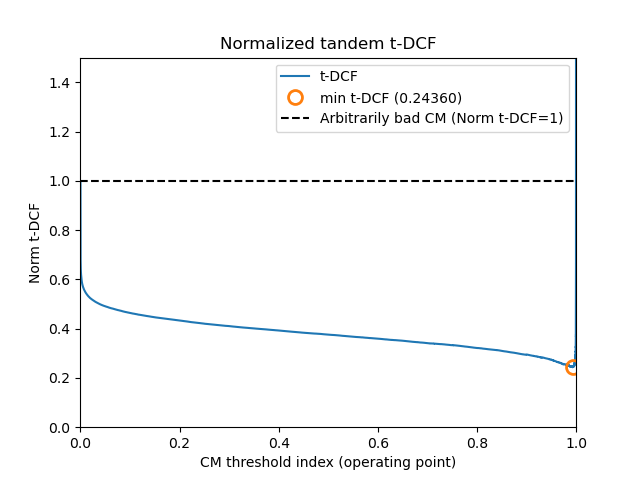 Normalized tandem t-DCF
t-DCF
min t-DCF (0.24360)
Arbitrarily bad CM (Norm t-DCF=1)
Norm t-DCF
1.4
1.2
1.0
0.8
0.6
0.4
0.2
0.0
0.0 0.2 0.4 0.6 0.8 1.0
CM threshold index (operating point)